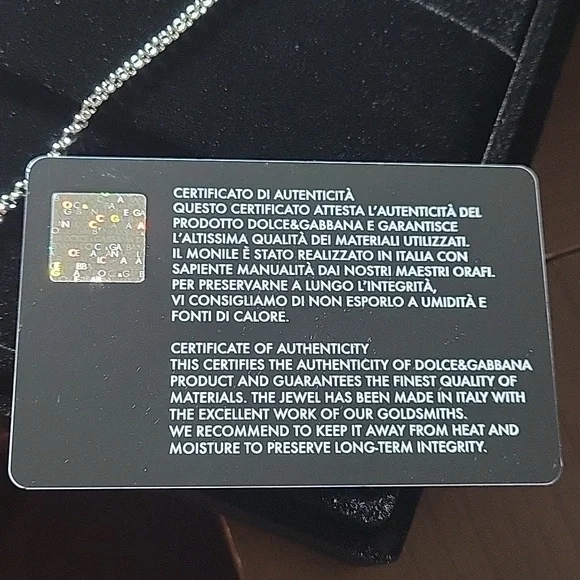 CERTIFICATO DI AUTENTICITÀ
QUESTO CERTIFICATO ATTESTA L'AUTENTICITÀ DEL
PRODOTTO DOLCE&GABBANA E GARANTISCE
L'ALTISSIMA QUALITÀ DEI MATERIALI UTILIZZATI.
IL MONILE È STATO REALIZZATO IN ITALIA CON
SAPIENTE MANUALITÀ DAI NOSTRI MAESTRI ORAFI.
PER PRESERVARNE A LUNGO L'INTEGRITÀ,
VI CONSIGLIAMO DI NON ESPORLO A UMIDITÀ E
FONTI DI CALORE.
CERTIFICATE OF AUTHENTICITY
THIS CERTIFIES THE AUTHENTICITY OF DOLCE&GABBANA
PRODUCT AND GUARANTEES THE FINEST QUALITY OF
MATERIALS. THE JEWEL HAS BEEN MADE IN ITALY WITH
THE EXCELLENT WORK OF OUR GOLDSMITHS.
WE RECOMMEND TO KEEP IT AWAY FROM HEAT AND
MOISTURE TO PRESERVE LONG-TERM INTEGRITY.